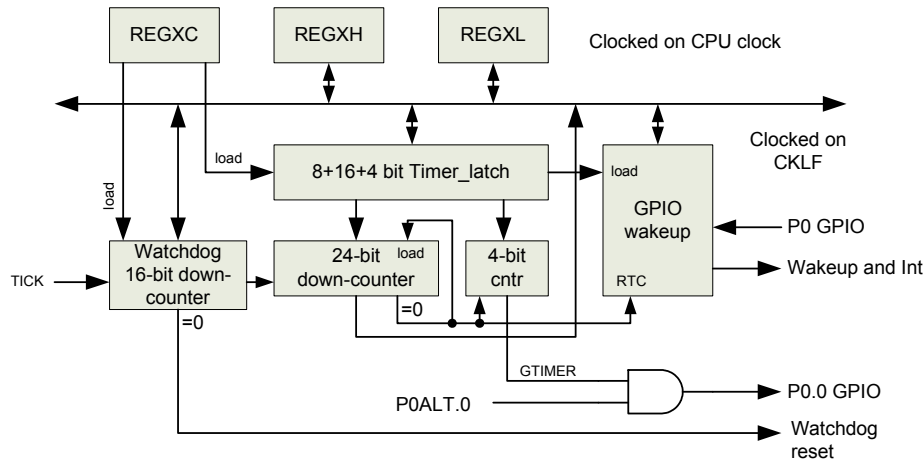 REGXC
REGXH
REGXL
Clocked on CPU clock
Clocked on
CKLF
load
load
8+16+4 bit Timer_latch
load
GPIO
wakeup
RTC
P0 GPIO
Wakeup and Int
TICK
Watchdog
16-bit down-
counter
=0
24-bit
down-counter
load
=0
4-bit
cntr
GTIMER
P0ALT.0
P0.0 GPIO
Watchdog
reset